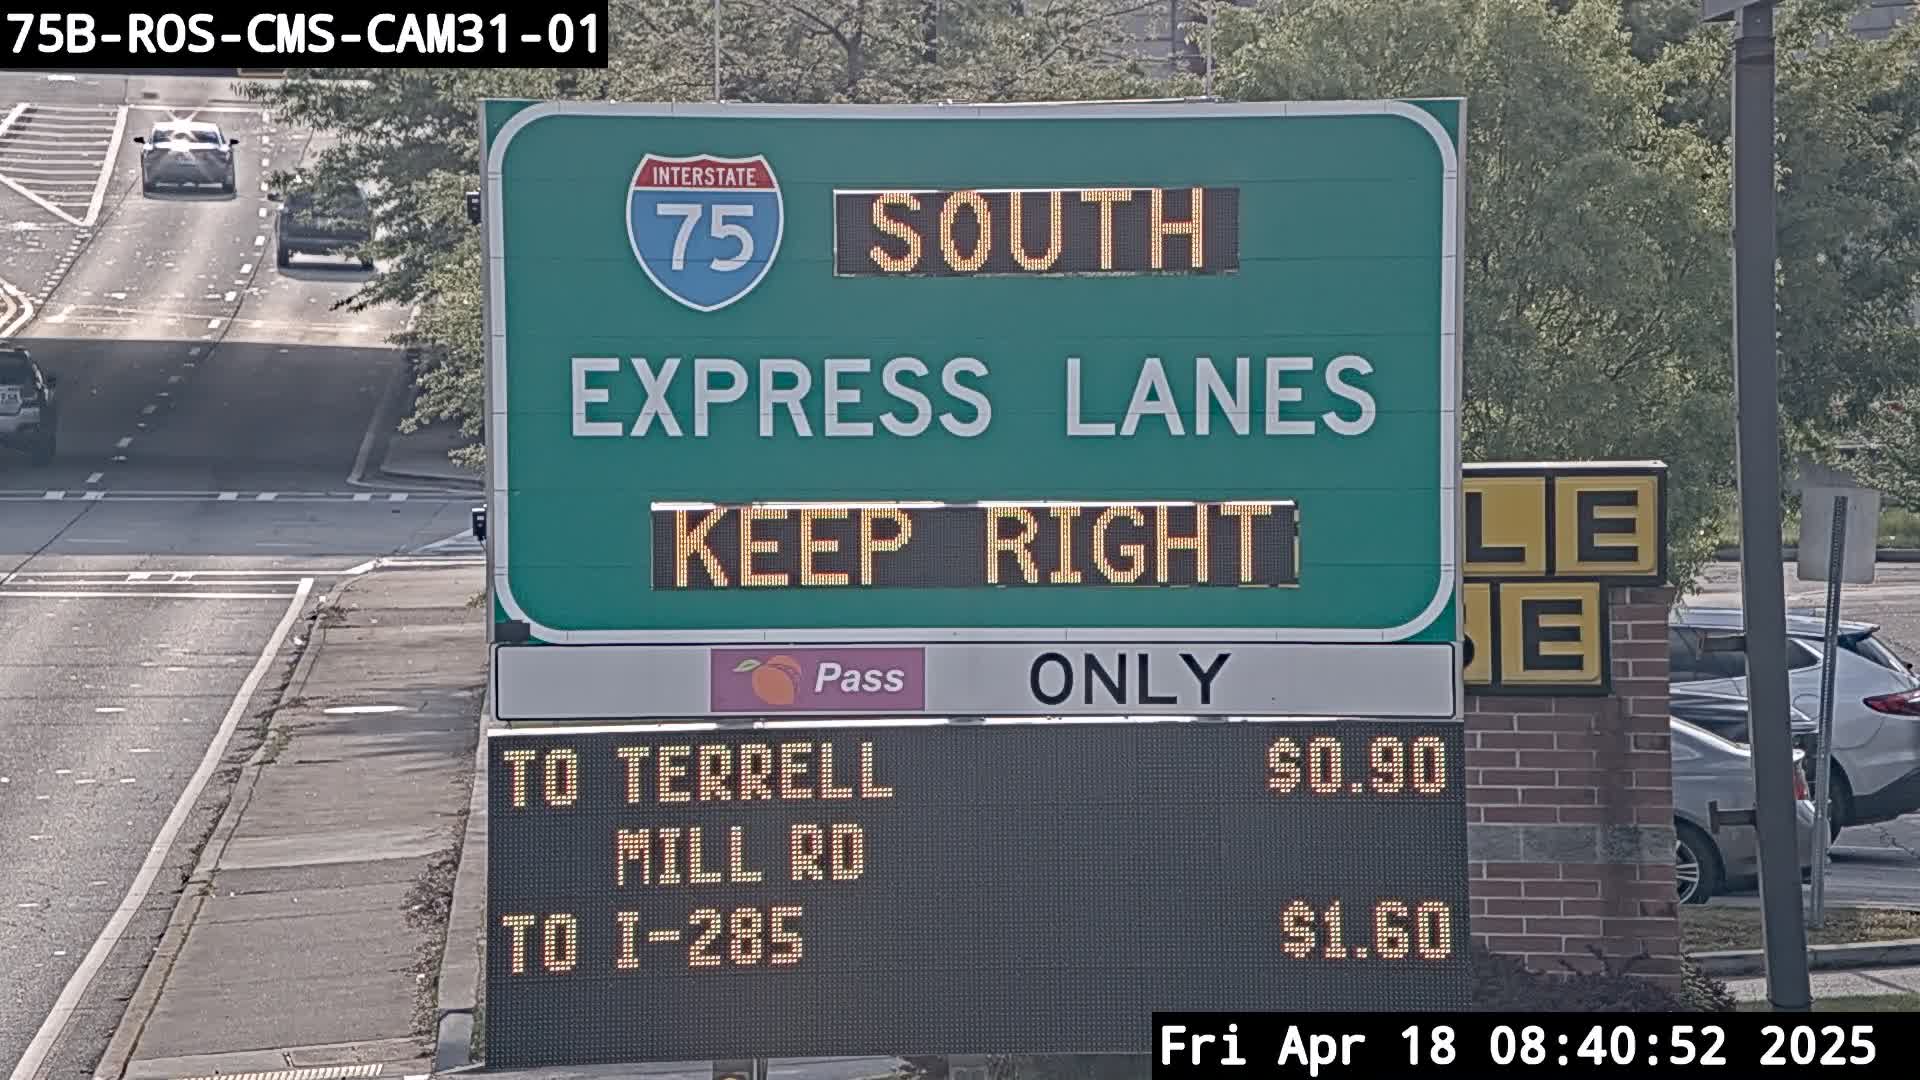 75B-ROS-CMS-CAM31-01
INTERSTATE
75
SOUTH
EXPRESS LANES
KEEP RIGHT
LE
E
Pass ONLY
TO TERRELL $0.90
MILL RD
TO I-285 $1.60
Fri Apr 18 08:40:52 2025